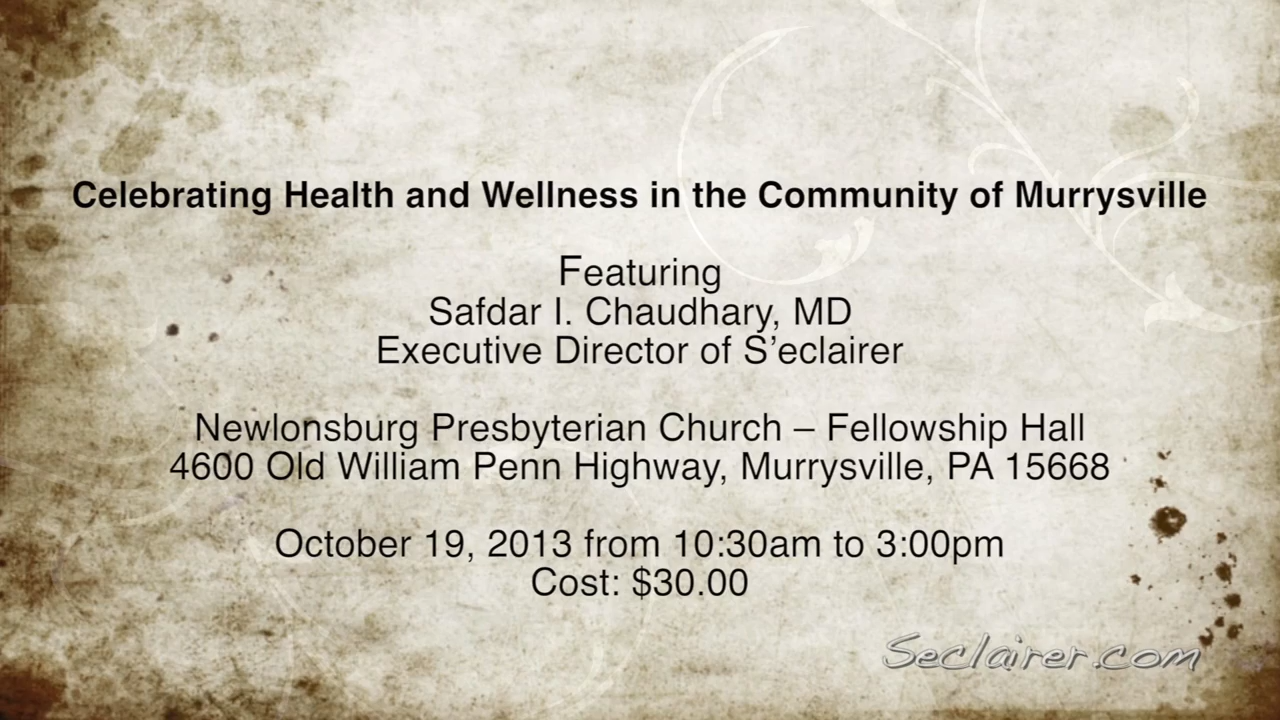 Celebrating Health and Wellness in the Community of Murrysville
Featuring
Safdar I. Chaudhary, MD
Executive Director of S’eclairer
Newlonsburg Presbyterian Church – Fellowship Hall
4600 Old William Penn Highway, Murrysville, PA 15668
October 19, 2013 from 10:30am to 3:00pm
Cost: $30.00
Seclairer.com